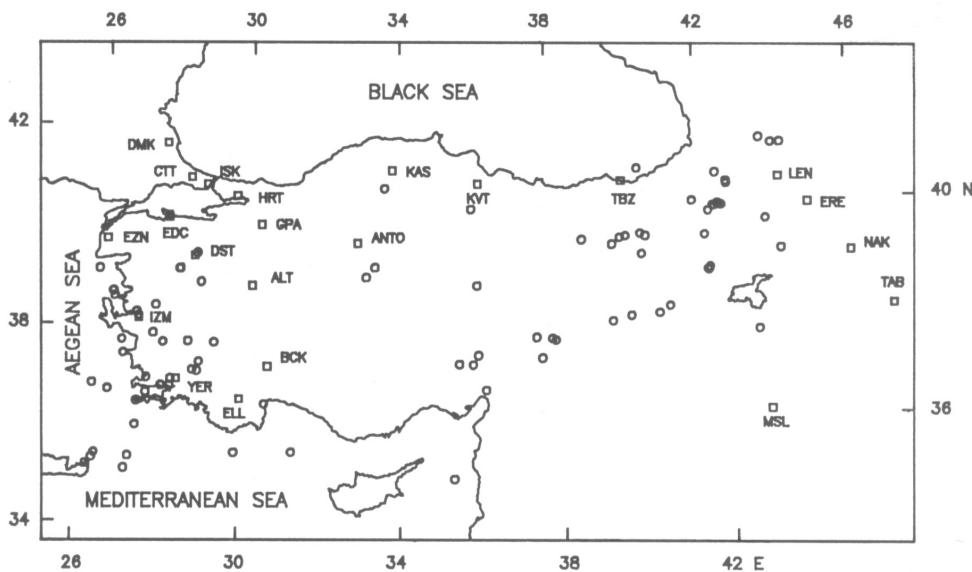 26 30 34 38 42 46
BLACK SEA
42
DMK
CTT ISK KAS LEN
HRT KVT TBZ ERE 40 N
EDC GPA
EZN DST ANTO NAK
ALT TAB
AEGEAN SEA
38 IZM
BCK
YER
ELL 36
MSL
MEDITERRANEAN SEA
34
26 30 34 38 42 E